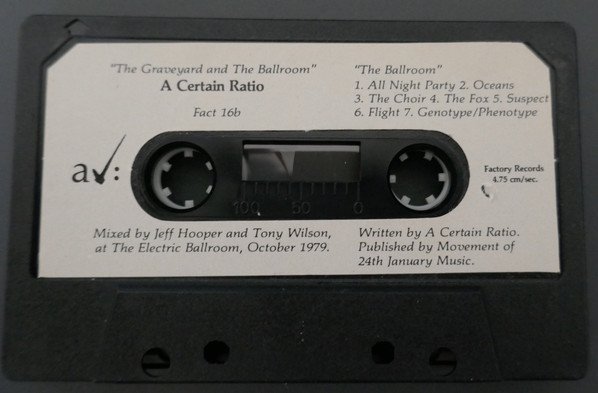 "The Graveyard and The Ballroom"
A Certain Ratio
Fact 16b
"The Ballroom"
1. All Night Party 2. Oceans
3. The Choir 4. The Fox 5. Suspect
6. Flight 7. Genotype/Phenotype
a✓:
Factory Records
4.75 cm/sec.
100 50 0
Mixed by Jeff Hooper and Tony Wilson,
at The Electric Ballroom, October 1979.
Written by A Certain Ratio.
Published by Movement of
24th January Music.